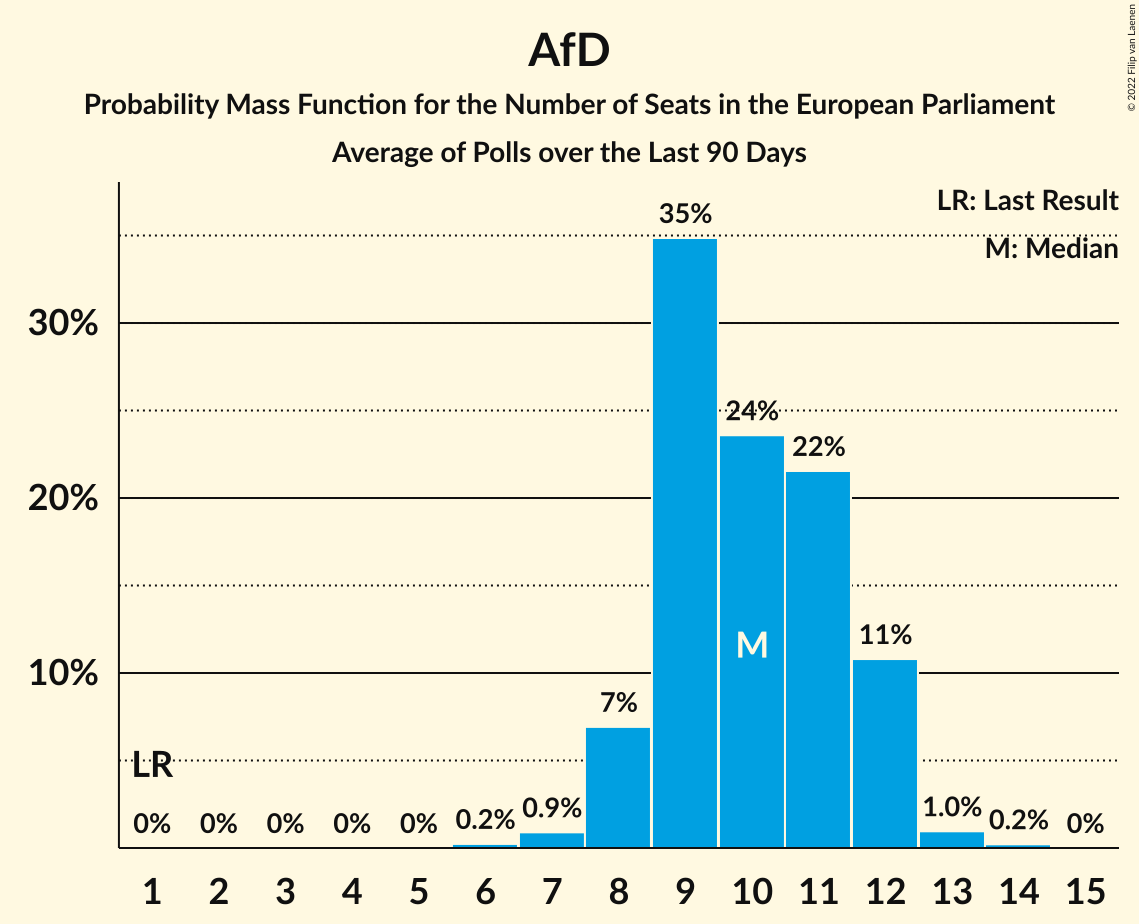 AfD
Probability Mass Function for the Number of Seats in the European Parliament
Average of Polls over the Last 90 Days
© 2022 Filip van Laenen
LR: Last Result
M: Median
30%
20%
10%
LR
0%
0%
0%
0%
0%
0.2%
0.9%
7%
35%
24%
22%
11%
1.0%
0.2%
0%
M
1 2 3 4 5 6 7 8 9 10 11 12 13 14 15